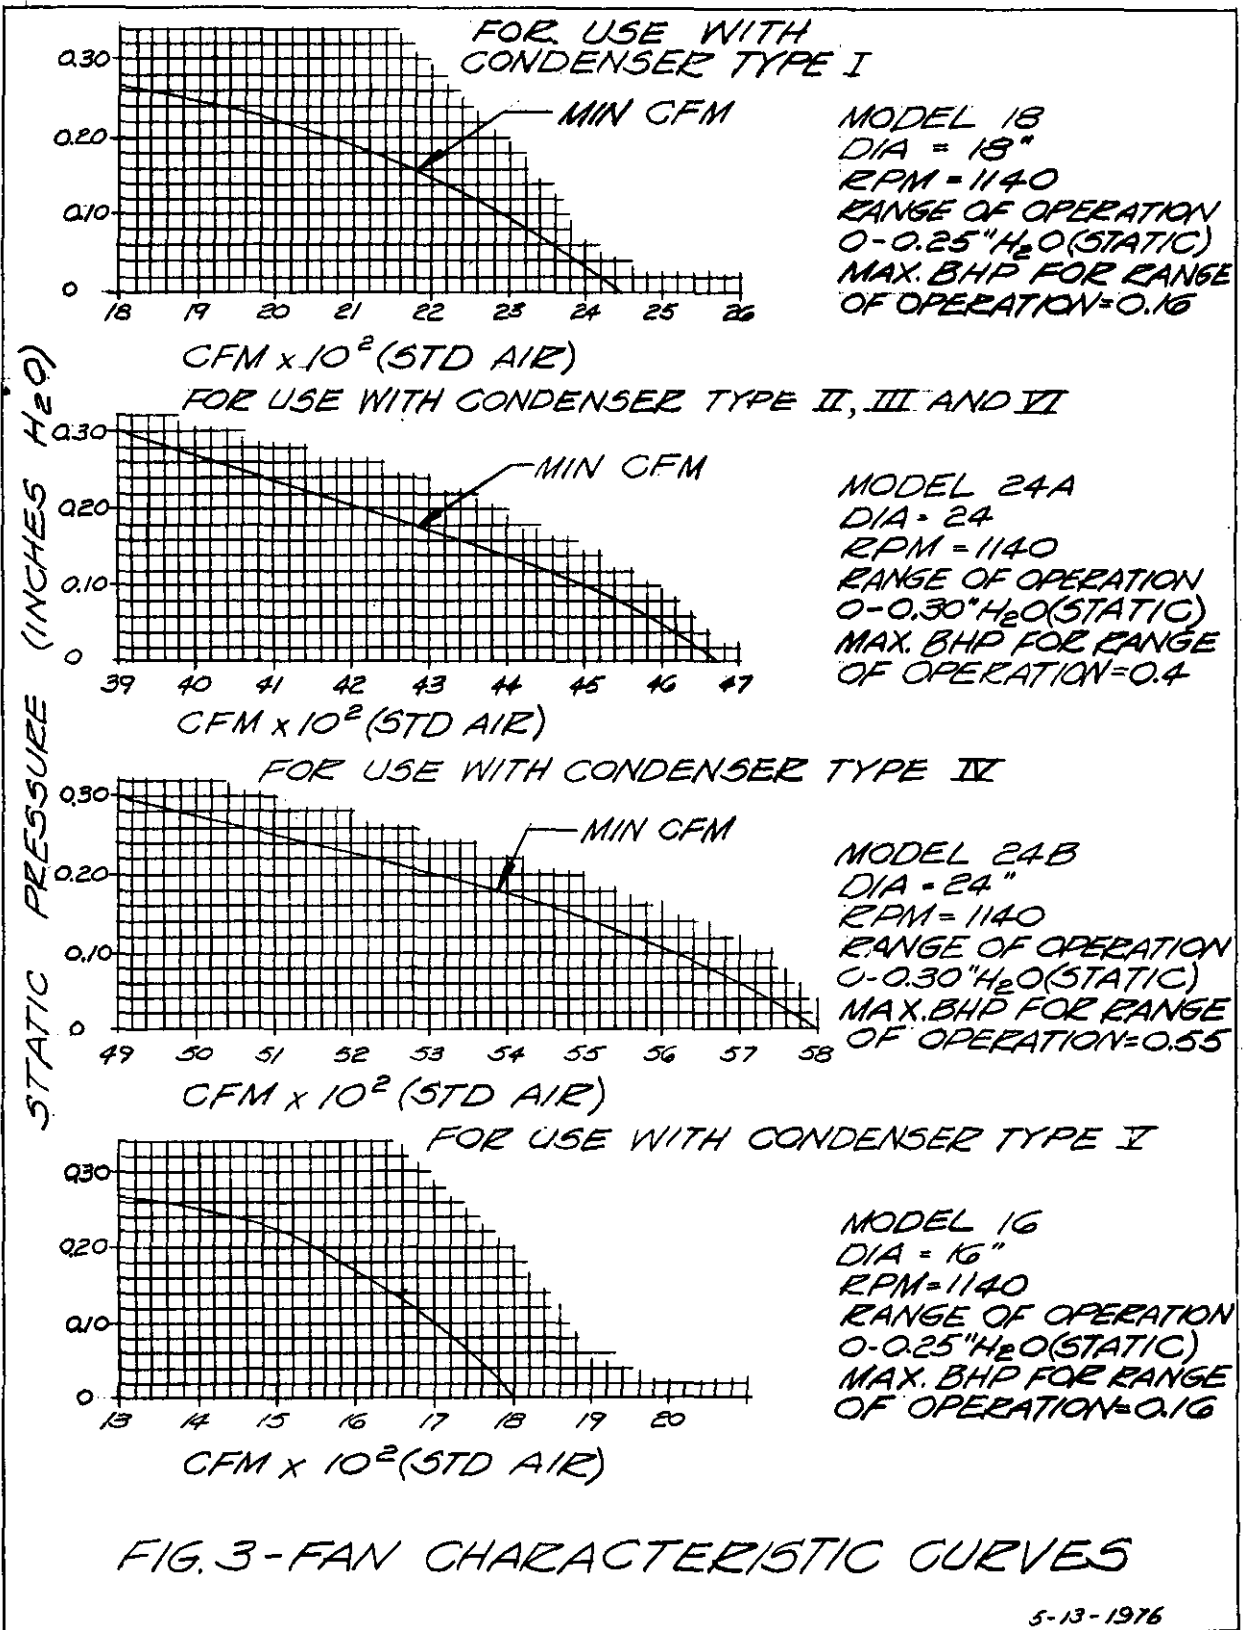 STATIC PRESSURE (INCHES H2O)
FOR USE WITH
CONDENSER TYPE I
0.30
0.20
0.10
0
MIN CFM
18 19 20 21 22 23 24 25 26
CFM x 10² (STD AIR)
MODEL 18
DIA = 18"
RPM = 1140
RANGE OF OPERATION
0-0.25" H2O (STATIC)
MAX. BHP FOR RANGE
OF OPERATION=0.16
FOR USE WITH CONDENSER TYPE II, III AND VI
0.30
0.20
0.10
0
MIN CFM
39 40 41 42 43 44 45 46 47
CFM x 10² (STD AIR)
MODEL 24A
DIA = 24
RPM = 1140
RANGE OF OPERATION
0-0.30" H2O (STATIC)
MAX. BHP FOR RANGE
OF OPERATION=0.4
FOR USE WITH CONDENSER TYPE IV
0.30
0.20
0.10
0
MIN CFM
49 50 51 52 53 54 55 56 57 58
CFM x 10² (STD AIR)
MODEL 24B
DIA = 24"
RPM = 1140
RANGE OF OPERATION
0-0.30" H2O (STATIC)
MAX. BHP FOR RANGE
OF OPERATION=0.55
FOR USE WITH CONDENSER TYPE V
0.30
0.20
0.10
0
13 14 15 16 17 18 19 20
CFM x 10² (STD AIR)
MODEL 16
DIA = 16"
RPM=1140
RANGE OF OPERATION
0-0.25" H2O (STATIC)
MAX. BHP FOR RANGE
OF OPERATION=0.16
FIG. 3 - FAN CHARACTERISTIC CURVES
5-13-1976